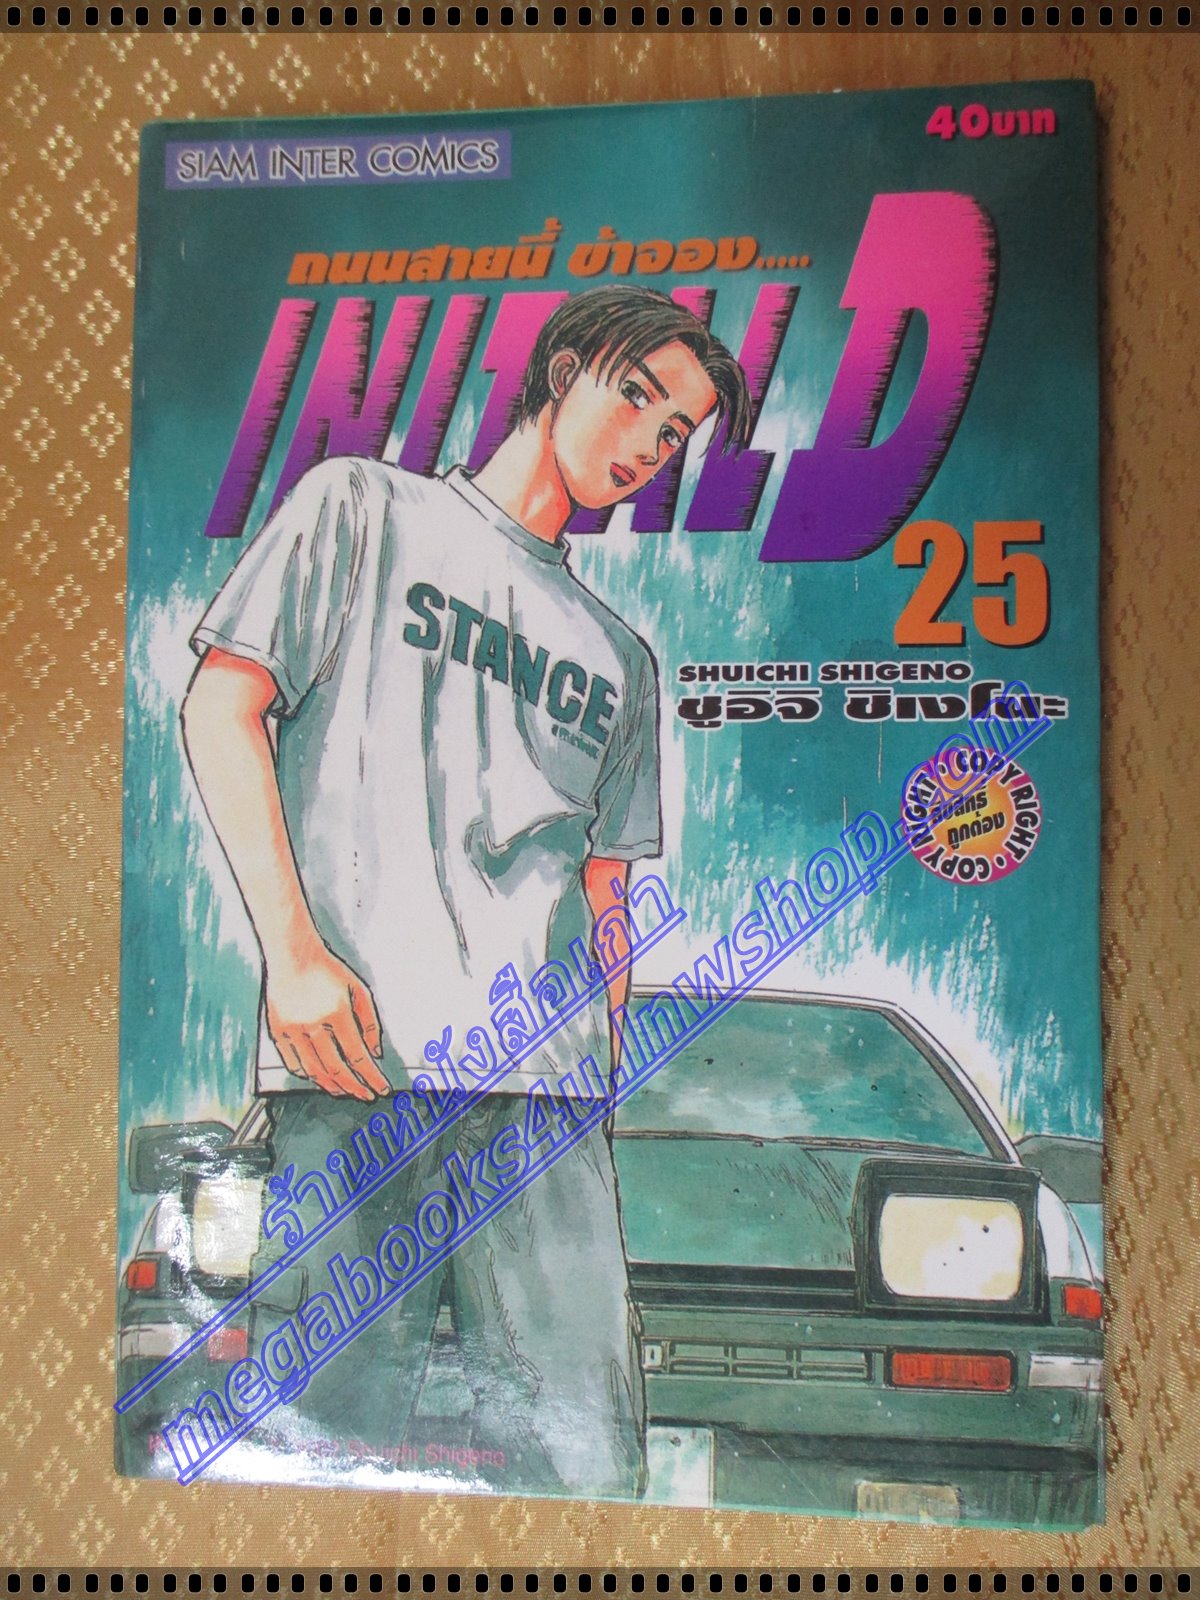 40บาท
SIAM INTER COMICS
ถนนสายนี้ ข้าจอง.....
INITIAL D
25
SHUICHI SHIGENO
ชูอิจิ ชิเงโนะ
COPY RIGHT • COPY RIGHT •
ลิขสิทธิ์
ถูกต้อง
STANCE
ร้านหนังสือเก่า
megabooks4u.lnwshop.com
Shuichi Shigeno